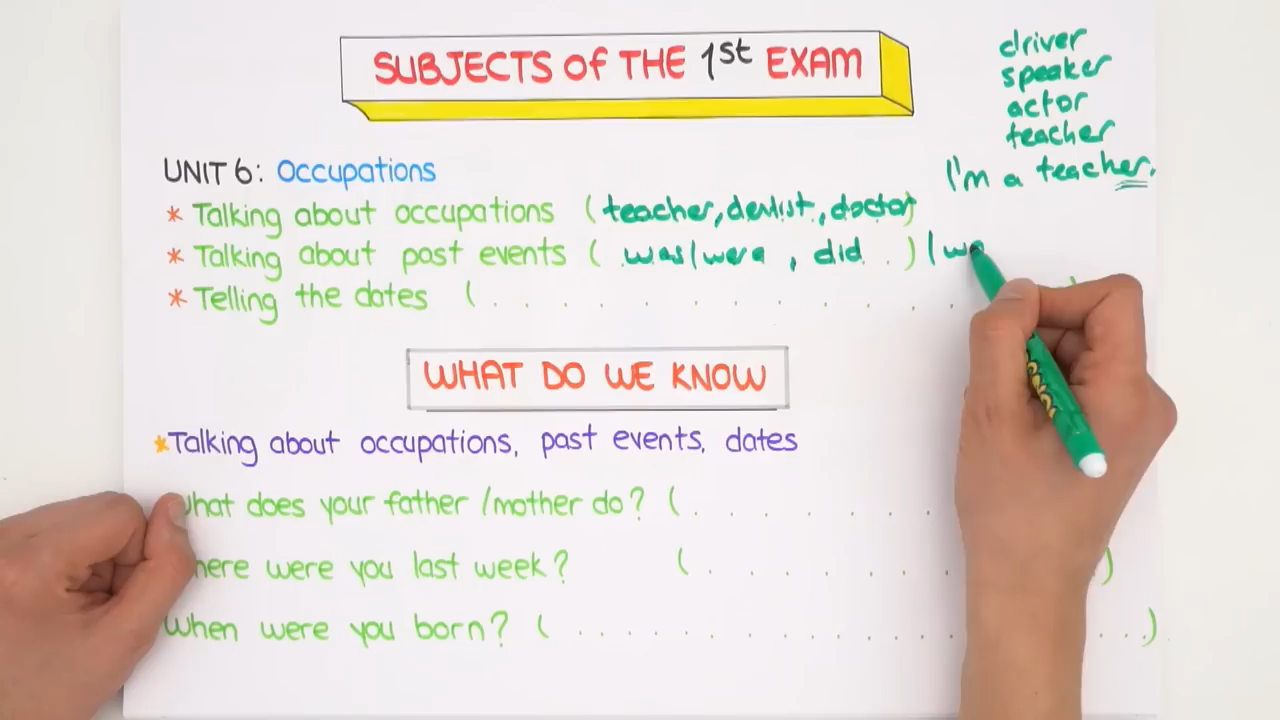 SUBJECTS of THE 1st EXAM
driver
speaker
actor
teacher
I'm a teacher.
UNIT 6: Occupations
* Talking about occupations (teacher, dentist, doctor)
* Talking about past events ( was/were , did . ) I
* Telling the dates ( . . . . . . . . . . . . . )
WHAT DO WE KNOW
*Talking about occupations, past events, dates
does your father /mother do? ( . . . . . . .
were you last week? ( . . . . . . . )
When were you born? ( . . . . . . . . . . . . . . . . . . . )